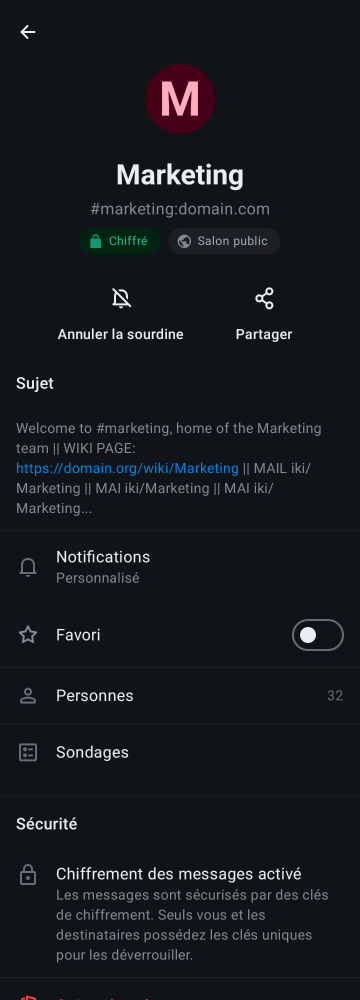 M
Marketing
#marketing:domain.com
Chiffré
Salon public
Annuler la sourdine
Partager
Sujet
Welcome to #marketing, home of the Marketing
team || WIKI PAGE:
https://domain.org/wiki/Marketing || MAIL iki/
Marketing || MAI iki/Marketing || MAI iki/
Marketing...
Notifications
Personnalisé
Favori
Personnes
32
Sondages
Sécurité
Chiffrement des messages activé
Les messages sont sécurisés par des clés
de chiffrement. Seuls vous et les
destinataires possédez les clés uniques
pour les déverrouiller.